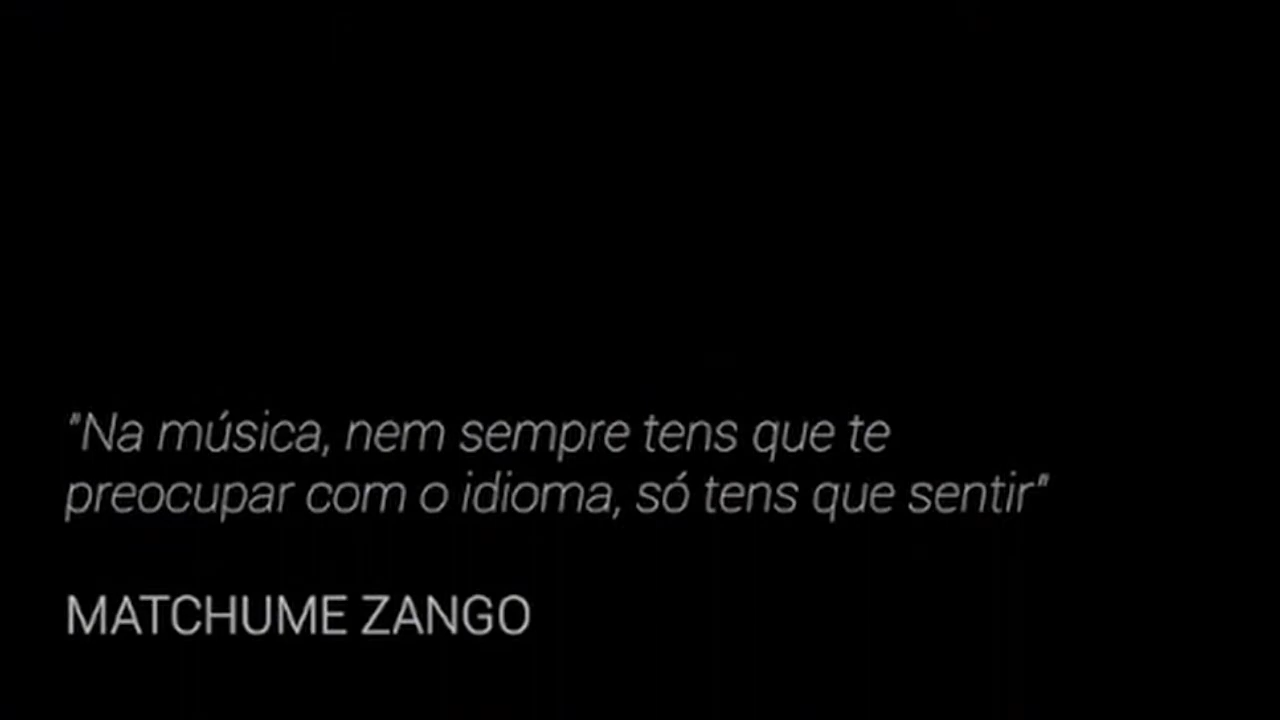 "Na música, nem sempre tens que te
preocupar com o idioma, só tens que sentir"
MATCHUME ZANGO